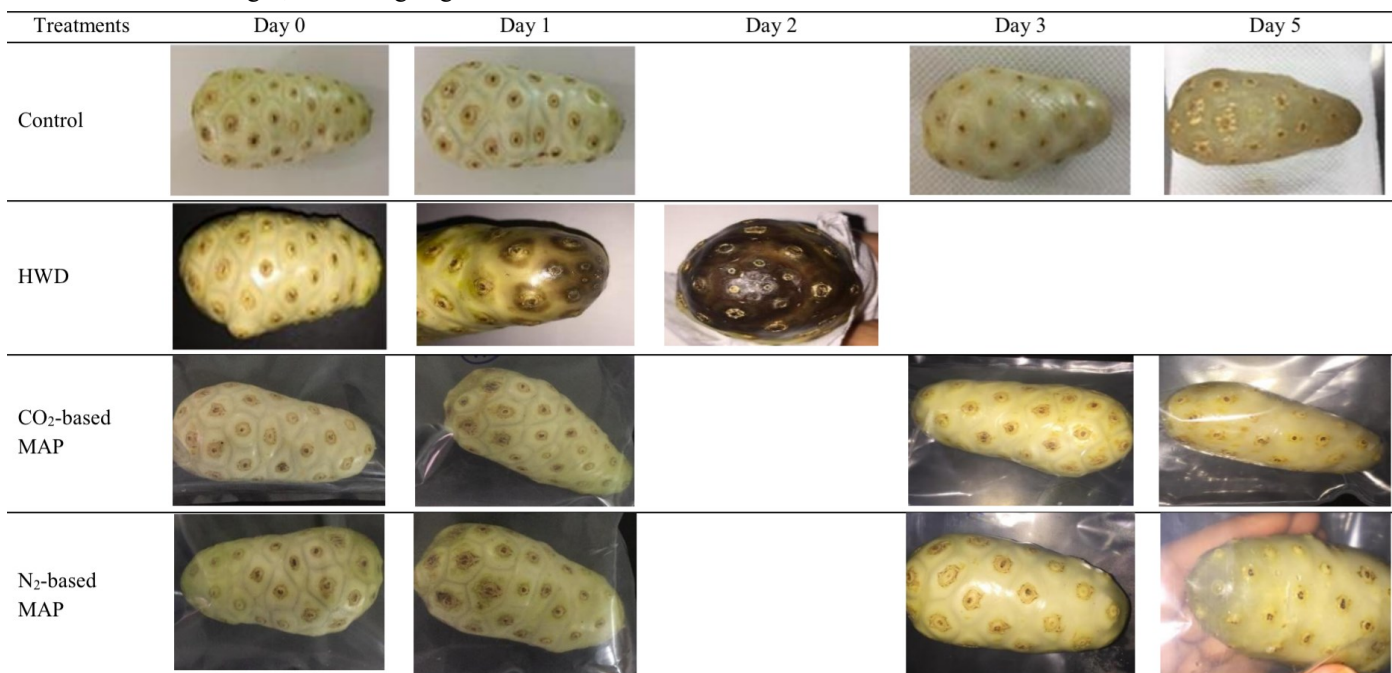 Treatments Day 0 Day 1 Day 2 Day 3 Day 5
Control
HWD
CO₂-based
MAP
N₂-based
MAP